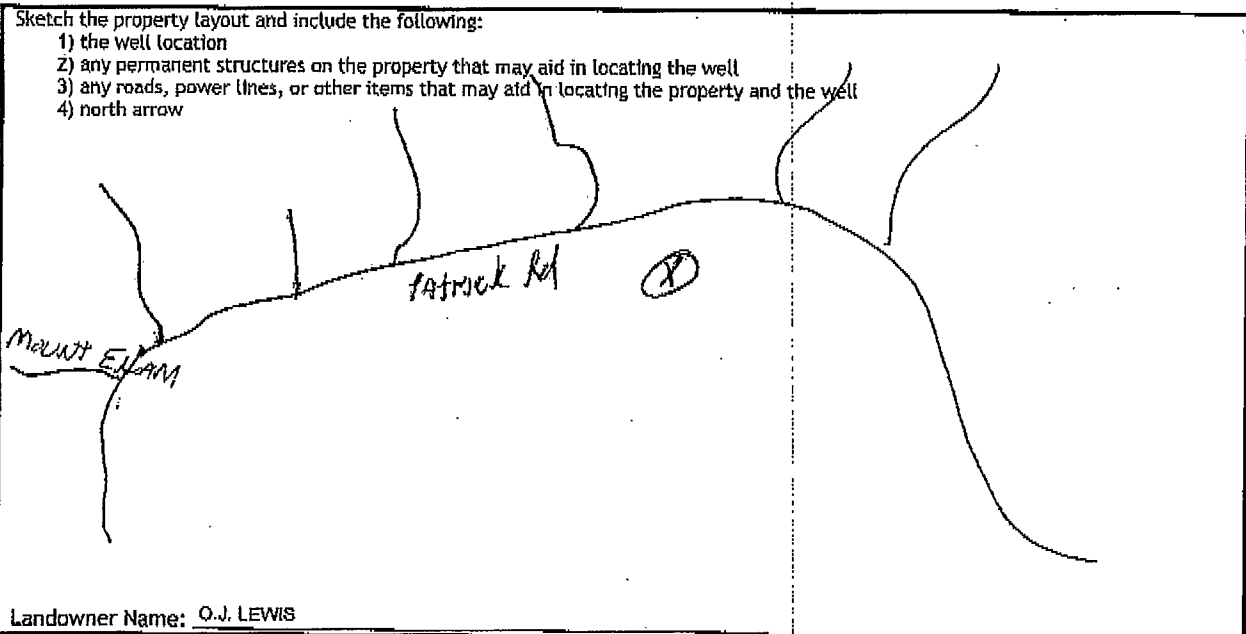 Sketch the property layout and include the following:
1) the well location
2) any permanent structures on the property that may aid in locating the well
3) any roads, power lines, or other items that may aid in locating the property and the well
4) north arrow
Patrick Rd
X
MOUNT ELAM
Landowner Name: O.J. LEWIS